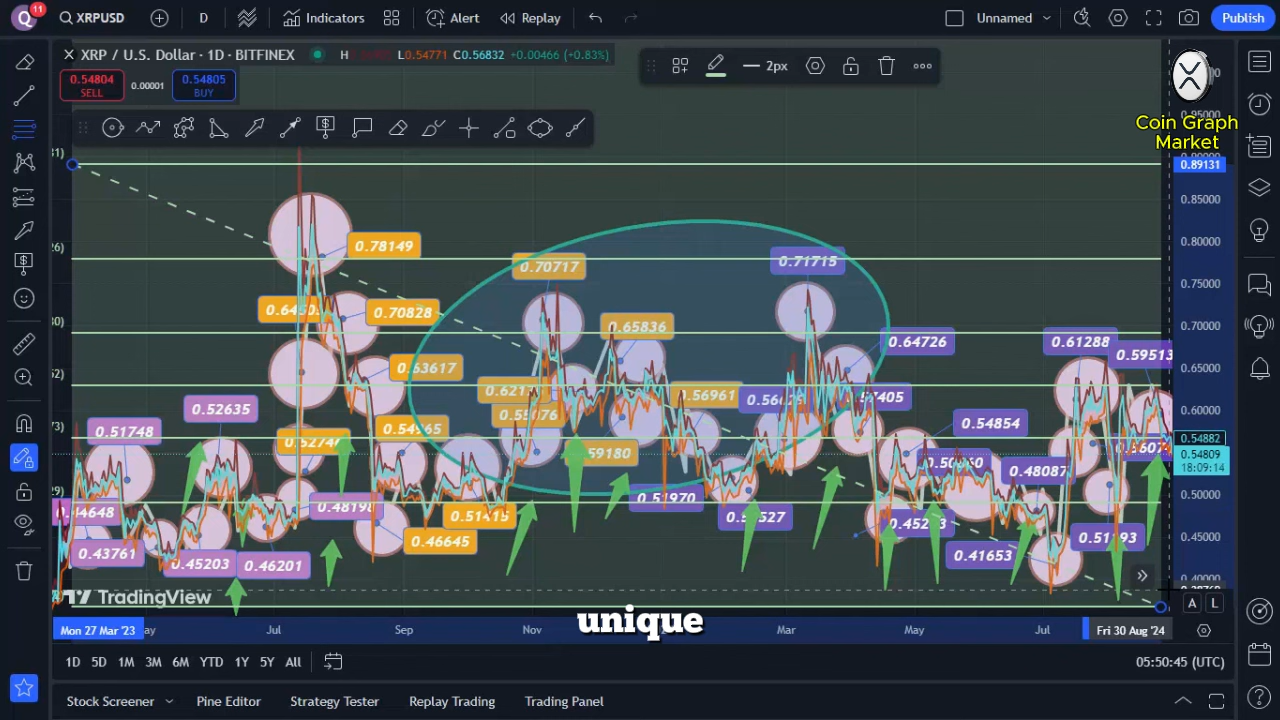 Q
11
XRPUSD
D
Indicators
Alert
Replay
Unnamed
Publish
XRP / U.S. Dollar · 1D · BITFINEX
H
L0.54771 C0.56832 +0.00466 (+0.83%)
0.54804
SELL
0.00001
0.54805
BUY
2px
Coin Graph
Market
0.89131
0.85000
0.80000
0.75000
0.70000
0.65000
0.60000
0.54882
0.54809
18:09:14
0.50000
0.45000
0.78149
0.70717
0.71715
0.70828
0.65836
0.64726
0.61288
0.59513
0.63617
0.56961
0.52635
0.51748
0.54854
0.59180
0.51970
0.48087
0.48198
0.51415
0.46645
0.45203
0.46201
0.43761
0.41653
TradingView
unique
Mon 27 Mar '23
Jul
Sep
Nov
Mar
May
Jul
Fri 30 Aug '24
A
L
1D
5D
1M
3M
6M
YTD
1Y
5Y
All
05:50:45 (UTC)
Stock Screener
Pine Editor
Strategy Tester
Replay Trading
Trading Panel